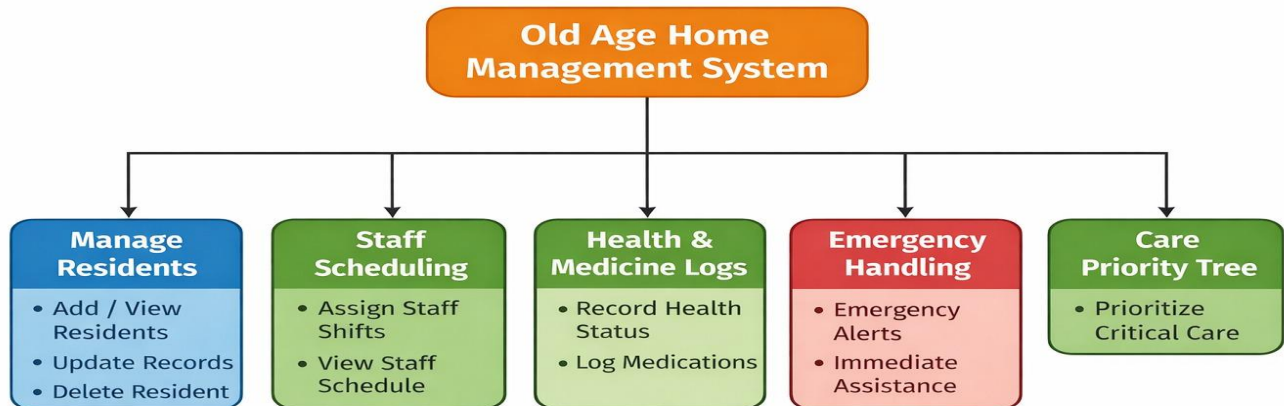 Old Age Home
Management System
Manage
Residents
• Add / View
Residents
• Update Records
• Delete Resident
Staff
Scheduling
• Assign Staff
Shifts
• View Staff
Schedule
Health &
Medicine Logs
• Record Health
Status
• Log Medications
Emergency
Handling
• Emergency
Alerts
• Immediate
Assistance
Care
Priority Tree
• Prioritize
Critical Care